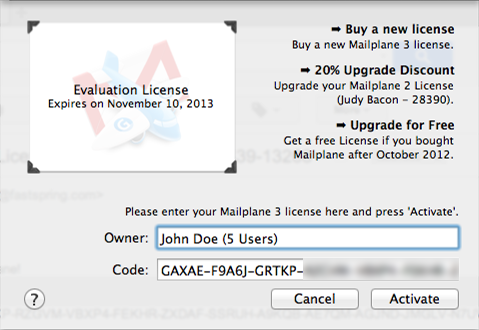 Evaluation License
Expires on November 10, 2013
➡ Buy a new license
Buy a new Mailplane 3 license.
➡ 20% Upgrade Discount
Upgrade your Mailplane 2 License
(Judy Bacon - 28390).
➡ Upgrade for Free
Get a free License if you bought
Mailplane after October 2012.
Please enter your Mailplane 3 license here and press 'Activate'.
Owner: John Doe (5 Users)
Code: GAXAE-F9A6J-GRTKP-
? Cancel Activate